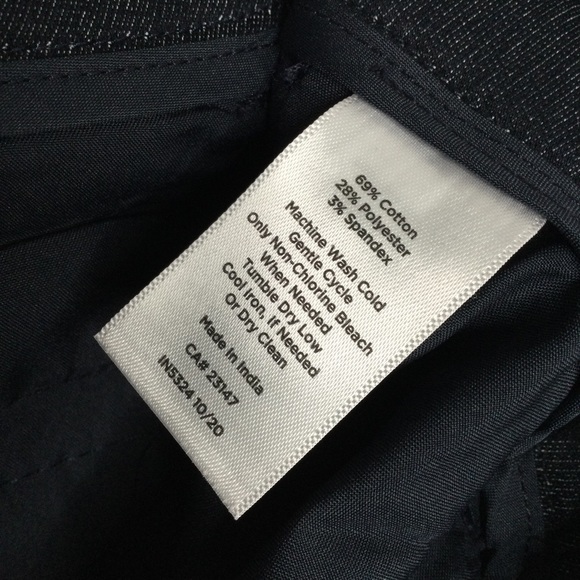 69% Cotton
28% Polyester
3% Spandex
Machine Wash Cold
Gentle Cycle
Only Non-Chlorine Bleach
When Needed
Tumble Dry Low
Cool Iron, If Needed
Or Dry Clean
Made in India
CA# 23147
IN5324 10/20